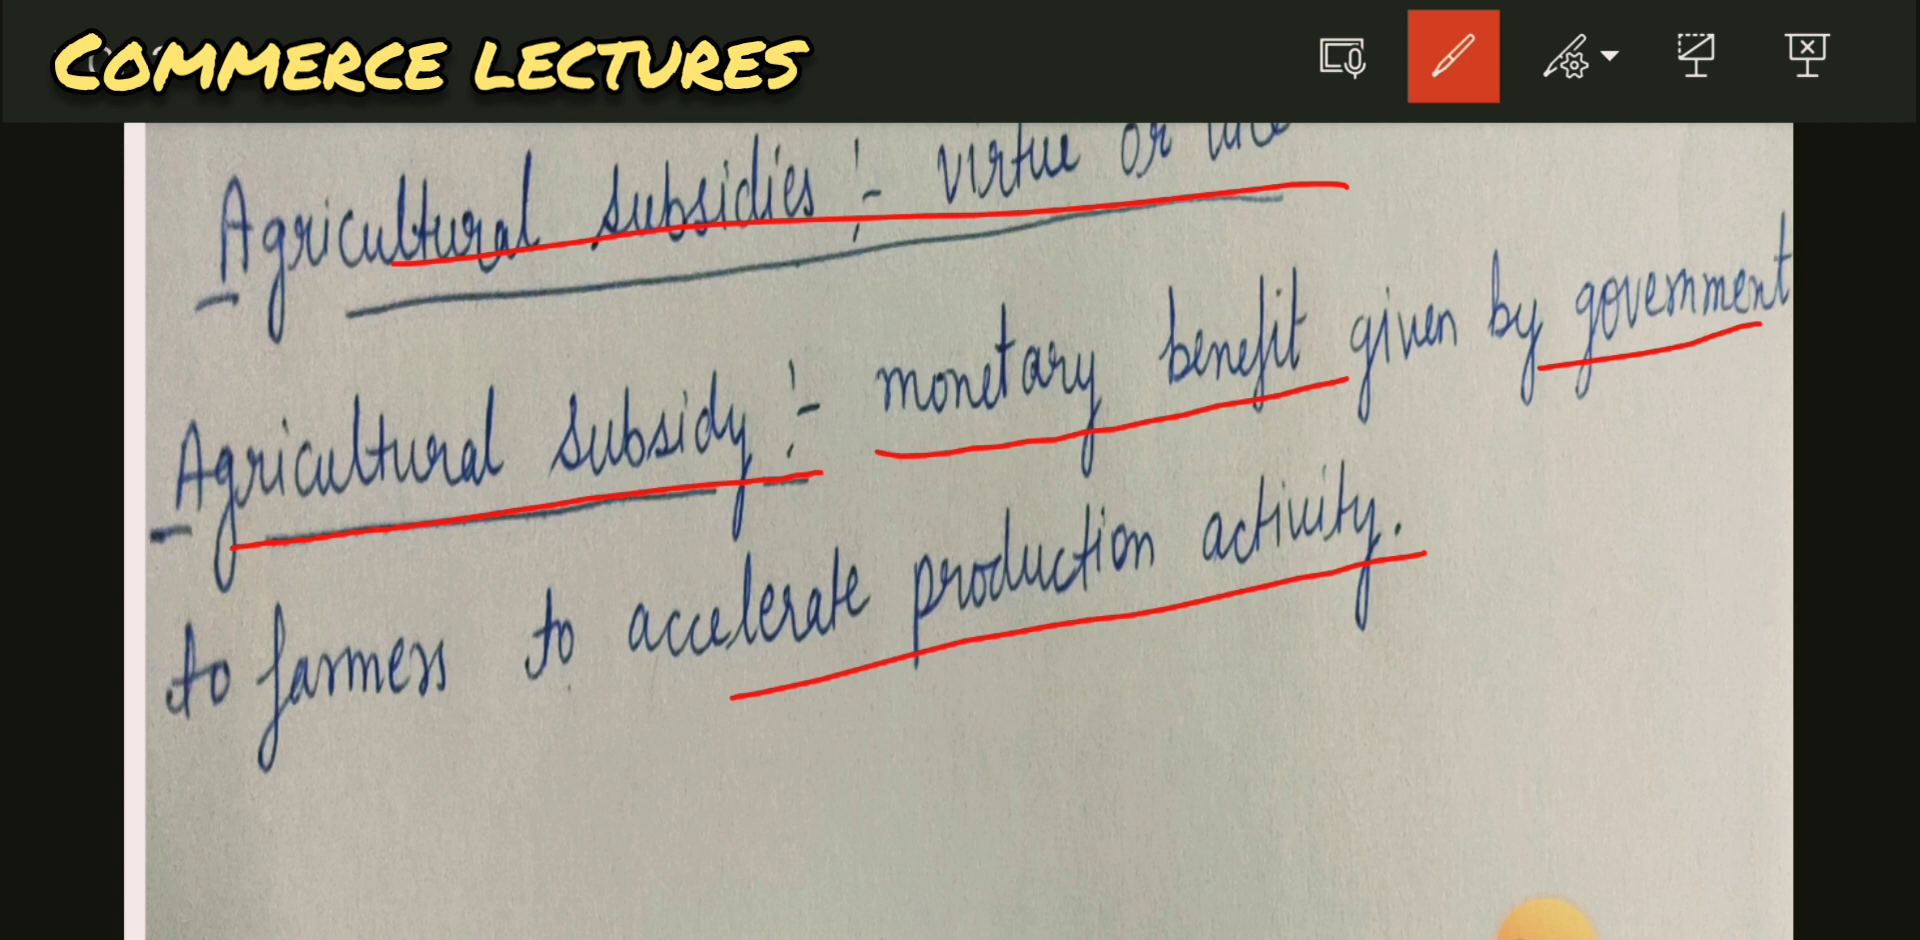 COMMERCE LECTURES
Agricultural subsidies :- virtue or
Agricultural subsidy :- monetary benefit given by government
to farmers to accelerate production activity.